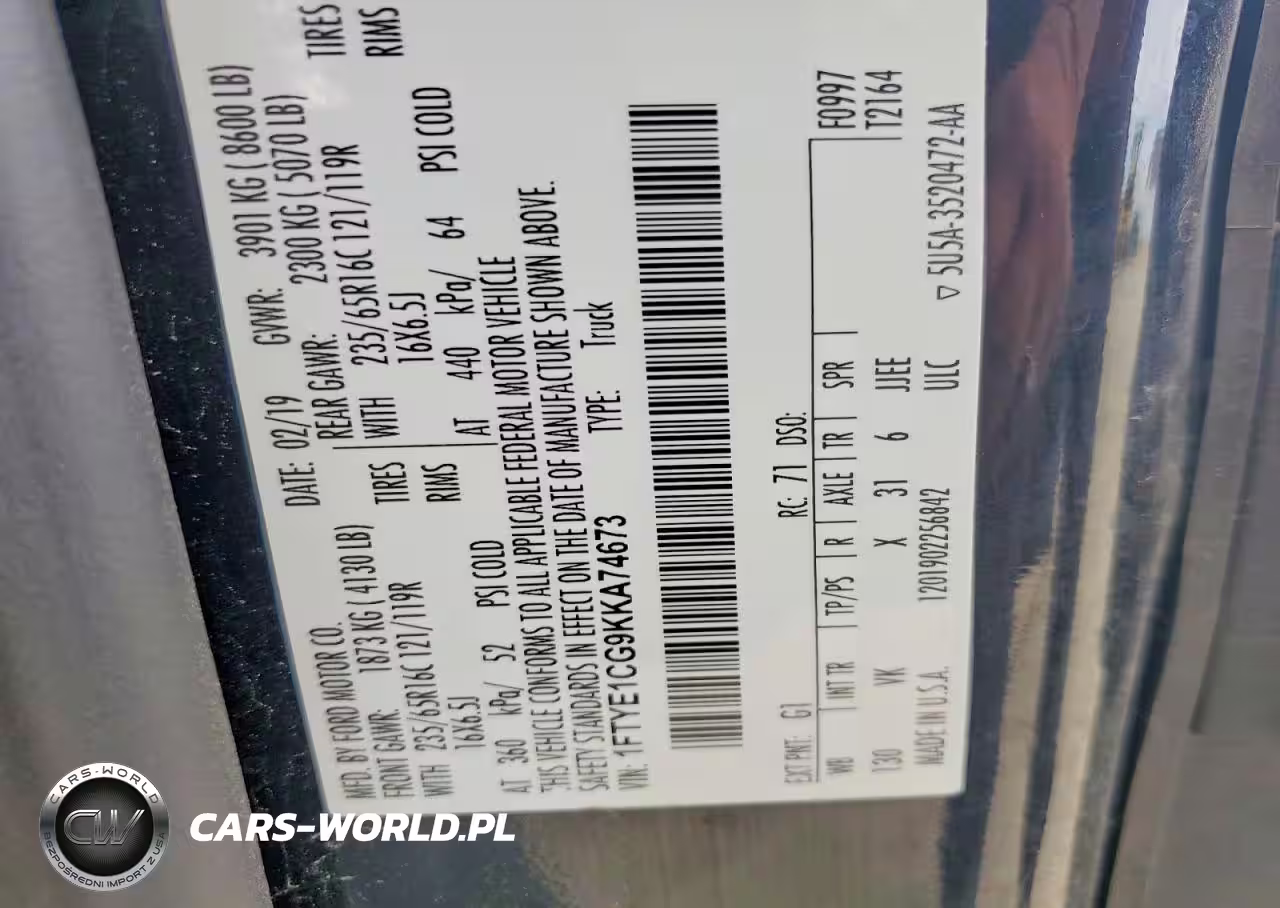 MFD. BY FORD MOTOR CO.
DATE: 02/19 GVWR: 3901 KG ( 8600 LB)
FRONT GAWR: 1873 KG ( 4130 LB)
REAR GAWR: 2300 KG ( 5070 LB)
WITH 235/65R16C 121/119R TIRES
WITH 235/65R16C 121/119R TIRES
16X6.5J RIMS
16X6.5J RIMS
AT 360 kPa/ 52 PSI COLD
AT 440 kPa/ 64 PSI COLD
THIS VEHICLE CONFORMS TO ALL APPLICABLE FEDERAL MOTOR VEHICLE
SAFETY STANDARDS IN EFFECT ON THE DATE OF MANUFACTURE SHOWN ABOVE.
VIN: 1FTYE1CG9KKA74673 TYPE: Truck
EXT PNT: G1 RC: 71 DSO:
WB INT TR TP/PS R AXLE TR SPR F0997
130 VK X 31 6 JJEE T2164
MADE IN U.S.A. 1201902256842 ULC ▽ 5U5A-3520472-AA
CARS-WORLD
CW
BEZPOŚREDNI IMPORT Z USA
CARS-WORLD.PL